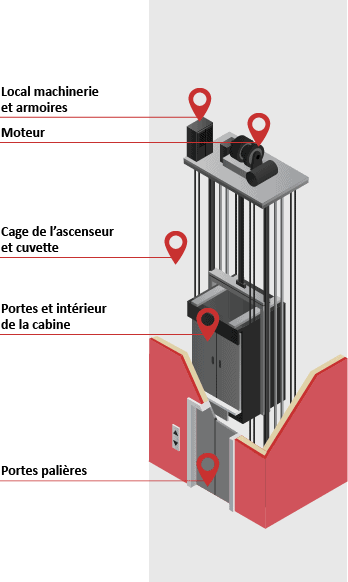 Local machinerie
et armoires
Moteur
Cage de l’ascenseur
et cuvette
Portes et intérieur
de la cabine
Portes palières